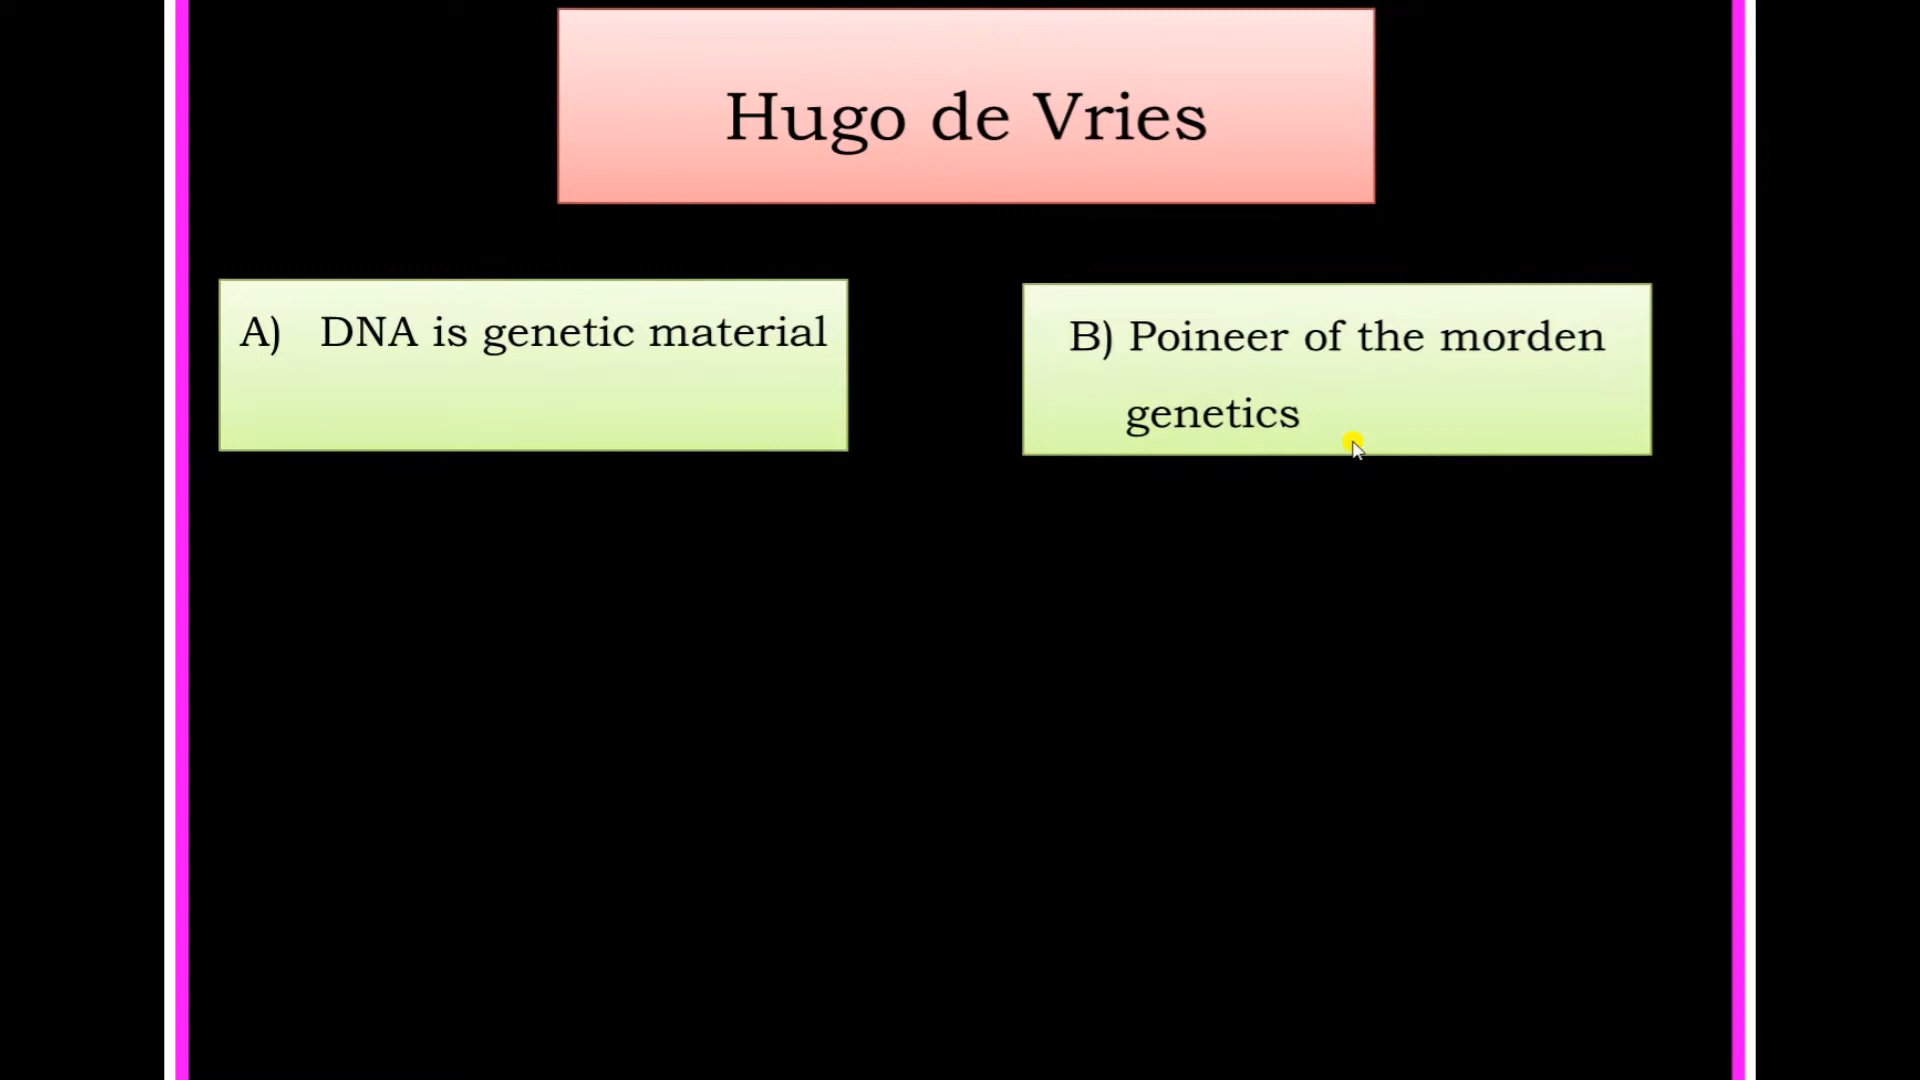 Hugo de Vries
A) DNA is genetic material
B) Poineer of the morden
genetics